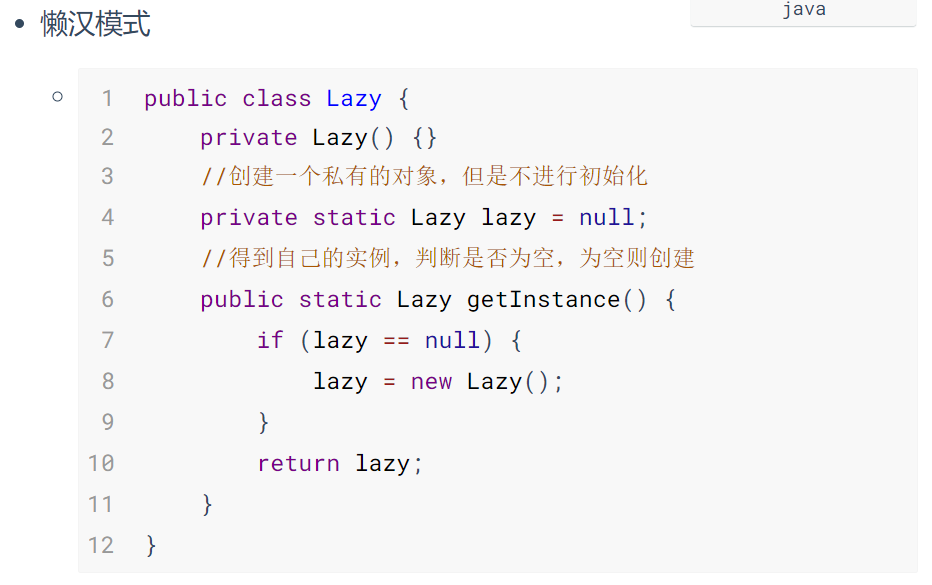 java
懒汉模式
1 public class Lazy {
2     private Lazy() {}
3     //创建一个私有的对象，但是不进行初始化
4     private static Lazy lazy = null;
5     //得到自己的实例，判断是否为空，为空则创建
6     public static Lazy getInstance() {
7         if (lazy == null) {
8             lazy = new Lazy();
9         }
10         return lazy;
11     }
12 }